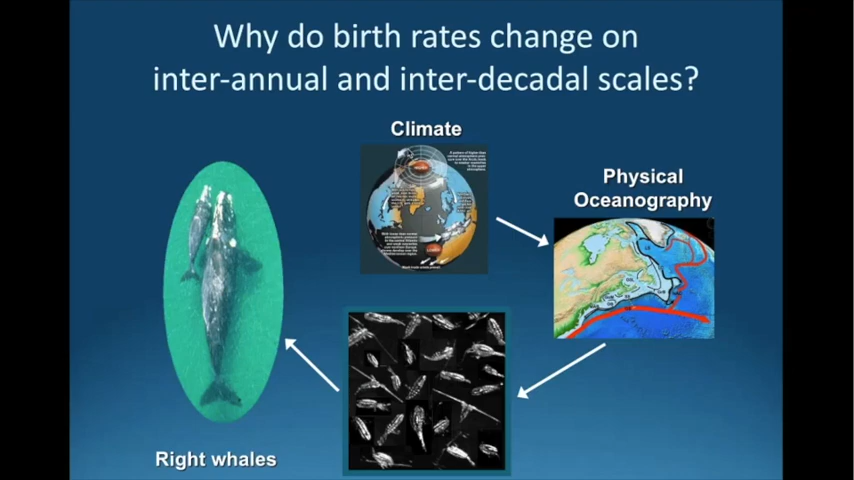 Why do birth rates change on
inter-annual and inter-decadal scales?
Climate
Physical
Oceanography
Right whales